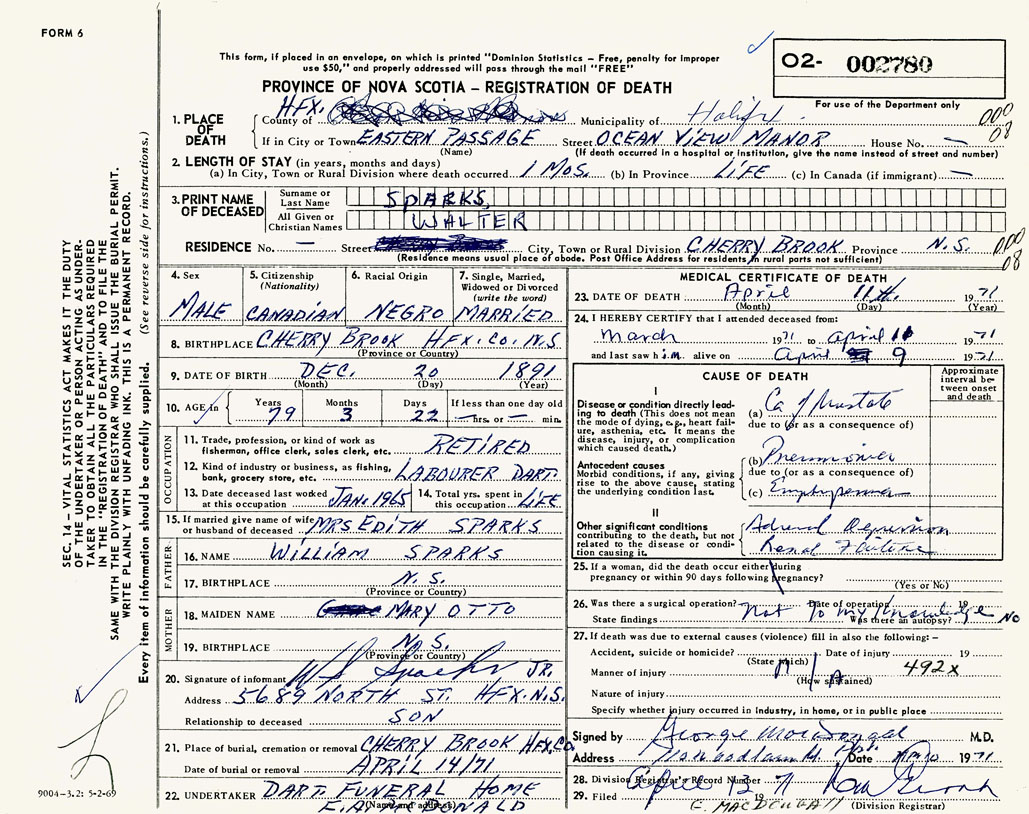 FORM 6
This form, if placed in an envelope, on which is printed "Dominion Statistics – Free, penalty for improper
use $50," and properly addressed will pass through the mail "FREE"
O2- 002780
For use of the Department only
PROVINCE OF NOVA SCOTIA – REGISTRATION OF DEATH
1. PLACE OF DEATH
HFX. County of Municipality of Halifax 000
If in City or Town EASTERN PASSAGE Street OCEAN VIEW MANOR House No. — 08
(Name) (If death occurred in a hospital or institution, give the name instead of street and number)
2. LENGTH OF STAY (in years, months and days)
(a) In City, Town or Rural Division where death occurred 1 MOS. (b) In Province LIFE (c) In Canada (if immigrant) —
3. PRINT NAME OF DECEASED
Surname or Last Name SPARKS
All Given or Christian Names WALTER
RESIDENCE No. — Street City, Town or Rural Division CHERRY BROOK Province N.S. 000
(Residence means usual place of abode. Post Office Address for residents in rural parts not sufficient) 08
4. Sex MALE
5. Citizenship (Nationality) CANADIAN
6. Racial Origin NEGRO
7. Single, Married, Widowed or Divorced (write the word) MARRIED
8. BIRTHPLACE CHERRY BROOK HFX. CO. N.S
(Province or Country)
9. DATE OF BIRTH DEC. 20 1891
(Month) (Day) (Year)
10. AGE in Years 79 Months 3 Days 22 If less than one day old — hrs. or — min.
OCCUPATION
11. Trade, profession, or kind of work as fisherman, office clerk, sales clerk, etc. RETIRED
12. Kind of industry or business, as fishing, bank, grocery store, etc. LABOURER DART.
13. Date deceased last worked at this occupation JAN. 1965
14. Total yrs. spent in this occupation LIFE
15. If married give name of wife or husband of deceased MRS EDITH SPARKS
FATHER
16. NAME WILLIAM SPARKS
17. BIRTHPLACE N.S.
(Province or Country)
MOTHER
18. MAIDEN NAME MARY OTTO
19. BIRTHPLACE N.S.
(Province or Country)
20. Signature of informant JR.
Address 5689 NORTH ST. HFX. N.S.
Relationship to deceased SON
21. Place of burial, cremation or removal CHERRY BROOK HFX. CO.
Date of burial or removal APRIL 14/71
22. UNDERTAKER DART. FUNERAL HOME
(Name and address)
MEDICAL CERTIFICATE OF DEATH
23. DATE OF DEATH April 11th. 1971
(Month) (Day) (Year)
24. I HEREBY CERTIFY that I attended deceased from:
March 1971 to April 11 1971
and last saw him alive on April 9 1971
CAUSE OF DEATH
Approximate interval between onset and death
I
Disease or condition directly leading to death (This does not mean the mode of dying, e.g., heart failure, asthenia, etc. It means the disease, injury, or complication which caused death.)
(a) Ca of Prostate
due to (or as a consequence of)
Antecedent causes
Morbid conditions, if any, giving rise to the above cause, stating the underlying condition last.
(b) Pneumonia
due to (or as a consequence of)
(c) Emphysema
II
Other significant conditions contributing to the death, but not related to the disease or condition causing it.
Adrenal Depression
Renal Failure
25. If a woman, did the death occur either during pregnancy or within 90 days following pregnancy?
(Yes or No)
26. Was there a surgical operation? Date of operation 19
State findings Not to my knowledge Was there an autopsy? No
27. If death was due to external causes (violence) fill in also the following: –
Accident, suicide or homicide? Date of injury 19
(State which)
Manner of injury 492x
(How sustained)
Nature of injury
Specify whether injury occurred in industry, in home, or in public place
Signed by George MacDougal M.D.
Address Date 1971
28. Division Registrar's Record Number
29. Filed April 13 19 71
(Division Registrar)
SEC. 14 – VITAL STATISTICS ACT MAKES IT THE DUTY
OF THE UNDERTAKER OR PERSON ACTING AS UNDERTAKER
TO OBTAIN ALL THE PARTICULARS REQUIRED
IN THE "REGISTRATION OF DEATH" AND TO FILE THE
SAME WITH THE DIVISION REGISTRAR WHO SHALL ISSUE THE BURIAL PERMIT.
WRITE PLAINLY WITH UNFADING INK. THIS IS A PERMANENT RECORD.
Every item of information should be carefully supplied. (See reverse side for instructions.)
9004–3.2: 5-2-69